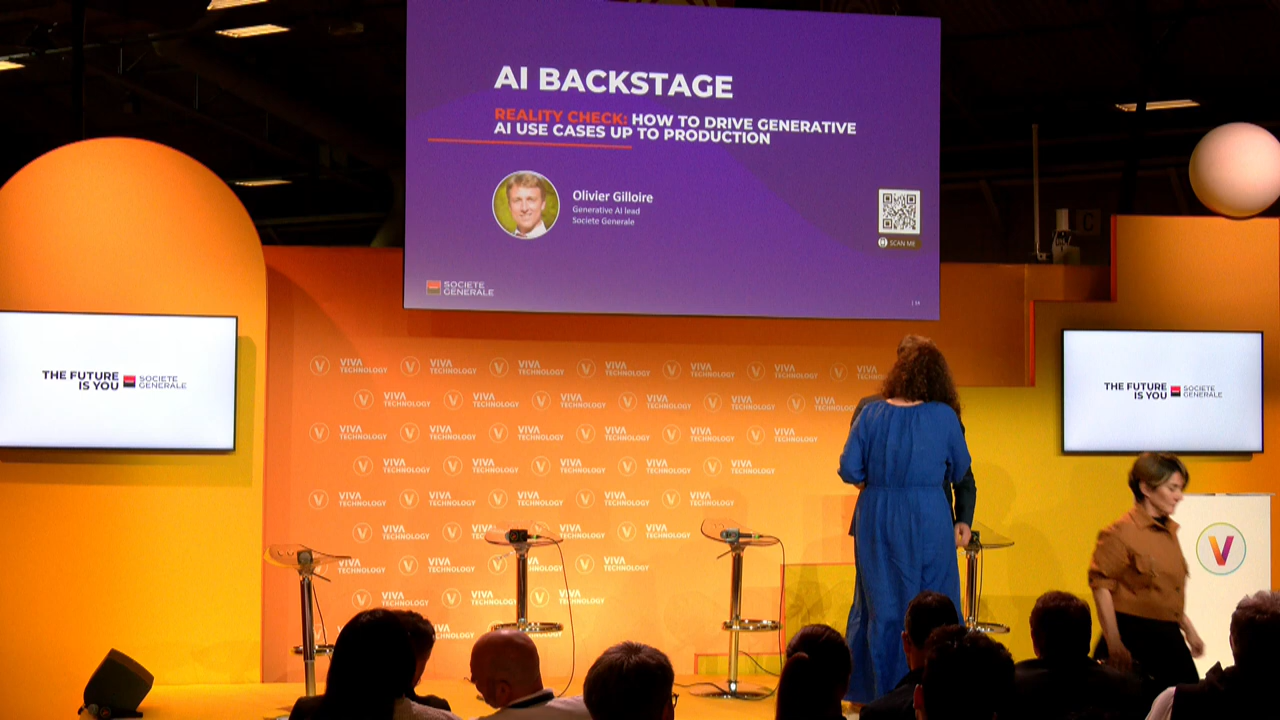 AI BACKSTAGE
REALITY CHECK: HOW TO DRIVE GENERATIVE
AI USE CASES UP TO PRODUCTION
Olivier Gilloire
Generative AI lead
Societe Generale
SCAN ME
SOCIETE
GENERALE
THE FUTURE
IS YOU
SOCIETE
GENERALE
THE FUTURE
IS YOU
SOCIETE
GENERALE
VIVA
TECHNOLOGY
V